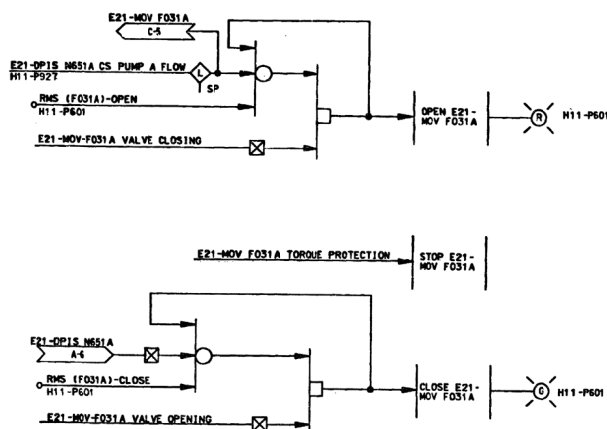 E21-MOV F031A
C-5
E21-DPIS N651A CS PUMP A FLOW
H11-P927
L
SP
RMS (F031A)-OPEN
H11-P601
E21-MOV-F031A VALVE CLOSING
OPEN E21-
MOV F031A
R
H11-P601
E21-MOV F031A TORQUE PROTECTION
STOP E21-
MOV F031A
E21-DPIS N651A
A-6
RMS (F031A)-CLOSE
H11-P601
E21-MOV-F031A VALVE OPENING
CLOSE E21-
MOV F031A
G
H11-P601